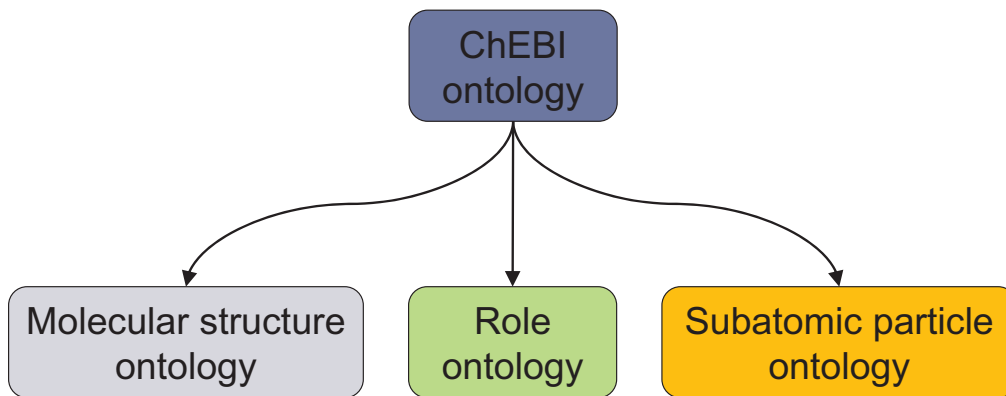 ChEBI
ontology
Molecular structure
ontology
Role
ontology
Subatomic particle
ontology